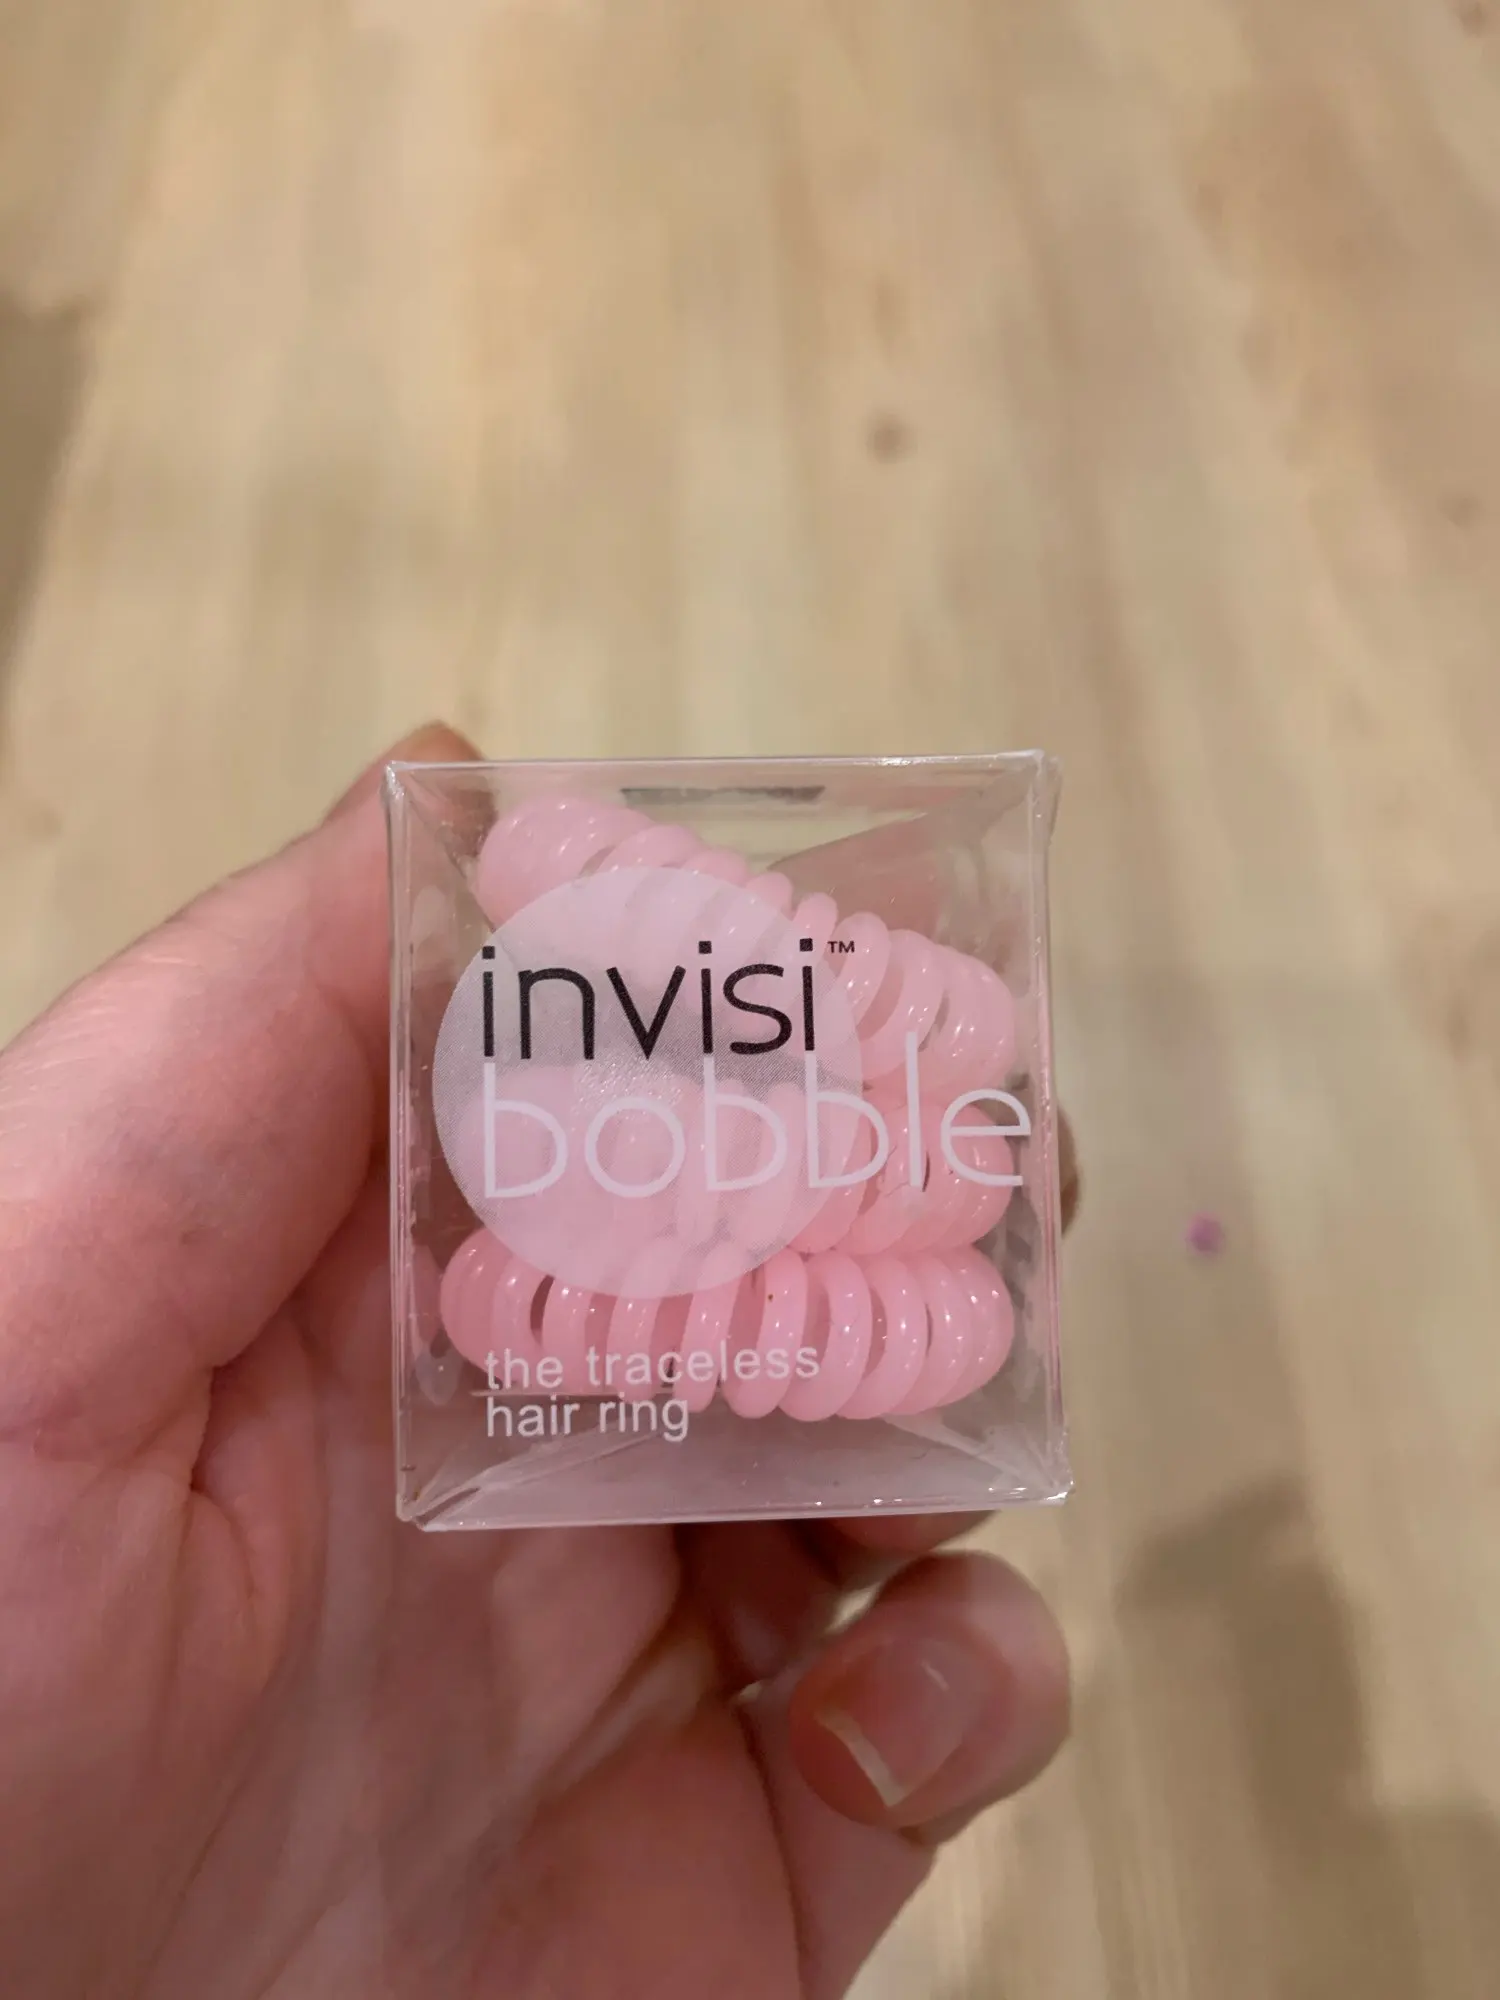 invisi™
bobble
the traceless
hair ring